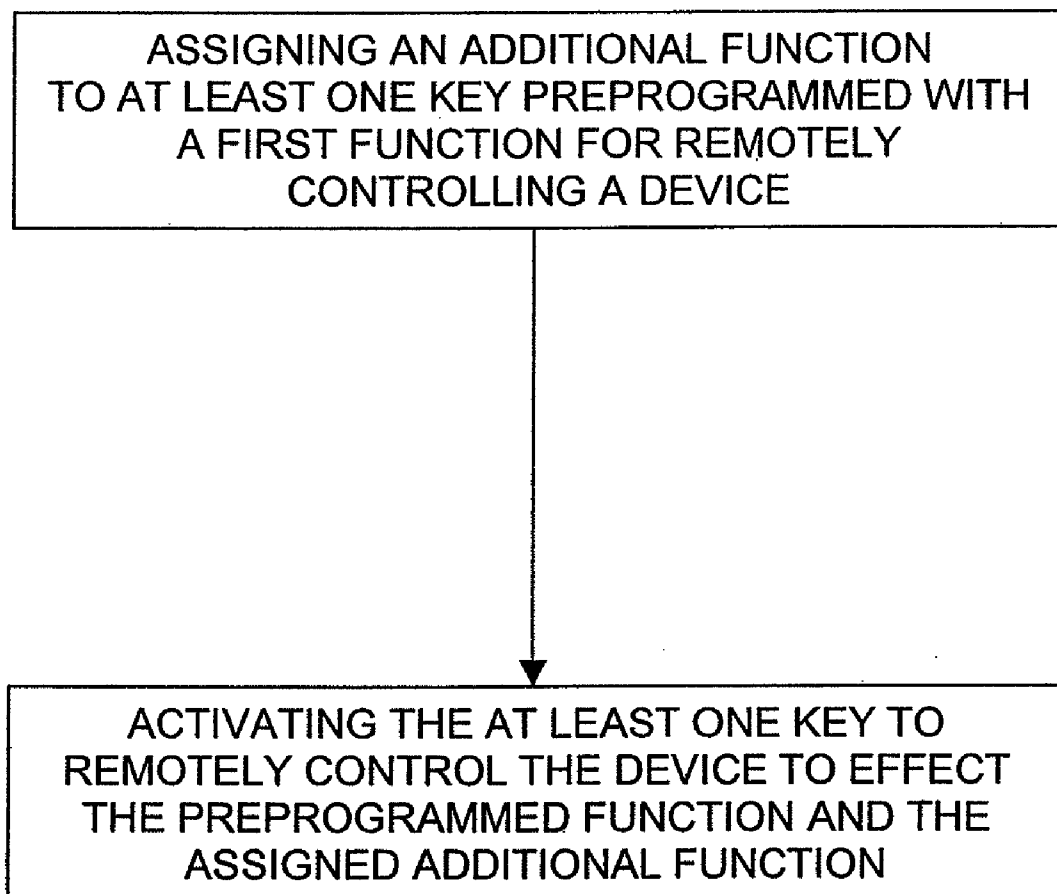 ASSIGNING AN ADDITIONAL FUNCTION
TO AT LEAST ONE KEY PREPROGRAMMED WITH
A FIRST FUNCTION FOR REMOTELY
CONTROLLING A DEVICE
ACTIVATING THE AT LEAST ONE KEY TO
REMOTELY CONTROL THE DEVICE TO EFFECT
THE PREPROGRAMMED FUNCTION AND THE
ASSIGNED ADDITIONAL FUNCTION